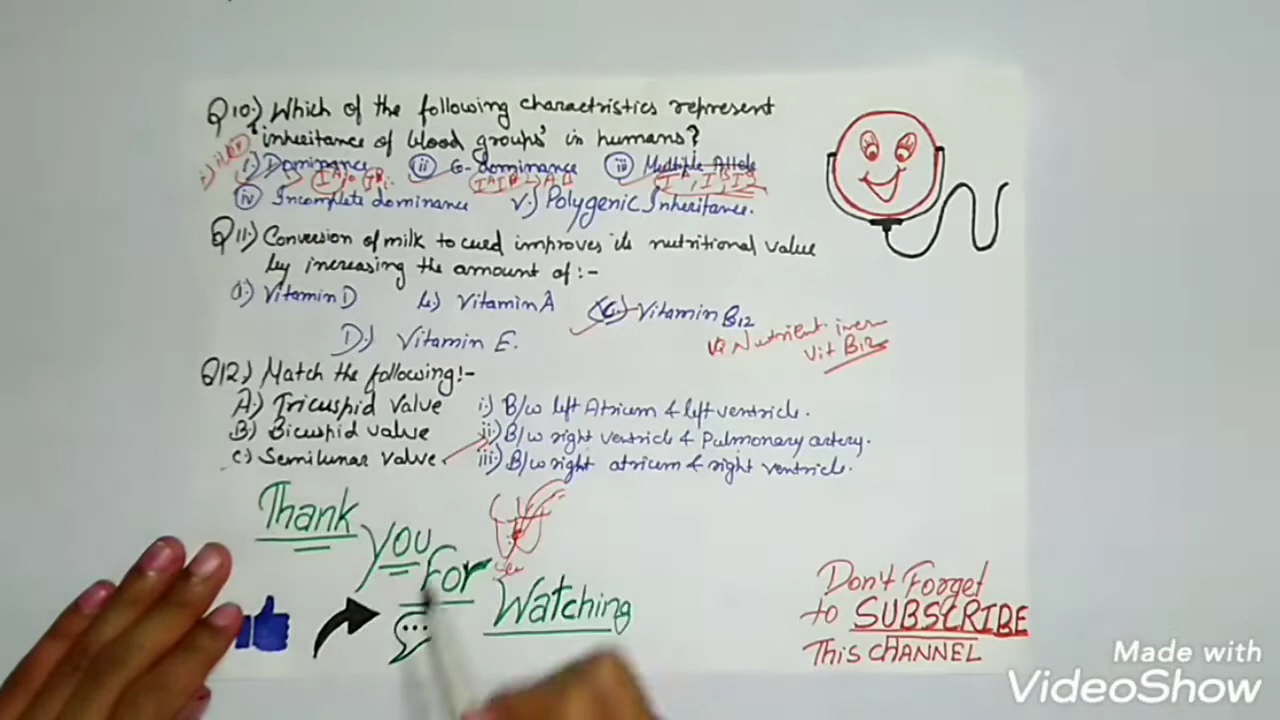 Q10.) Which of the following charactristics represent
'inheritance of blood groups' in humans?
i) Dominance ii Co-dominance iii Multiple Allele
iv Incomplete dominance v.) Polygenic Inheritance.
Q11.) Conversion of milk to curd improves its nutritional value
by increasing the amount of:-
a.) Vitamin D b.) Vitamin A (c.) Vitamin B12
D.) Vitamin E.
Nutrient incre
Vit B12
Q12.) Match the following:-
A.) Tricuspid Valve i.) B/w left Atrium & left ventricle.
B.) Bicuspid valve ii.) B/w right ventricle & Pulmonary artery.
C.) Semilunar valve. iii.) B/w right atrium & right ventricle.
Thank
you
For
Watching
Don't Forget
to SUBSCRIBE
This CHANNEL
Made with
VideoShow